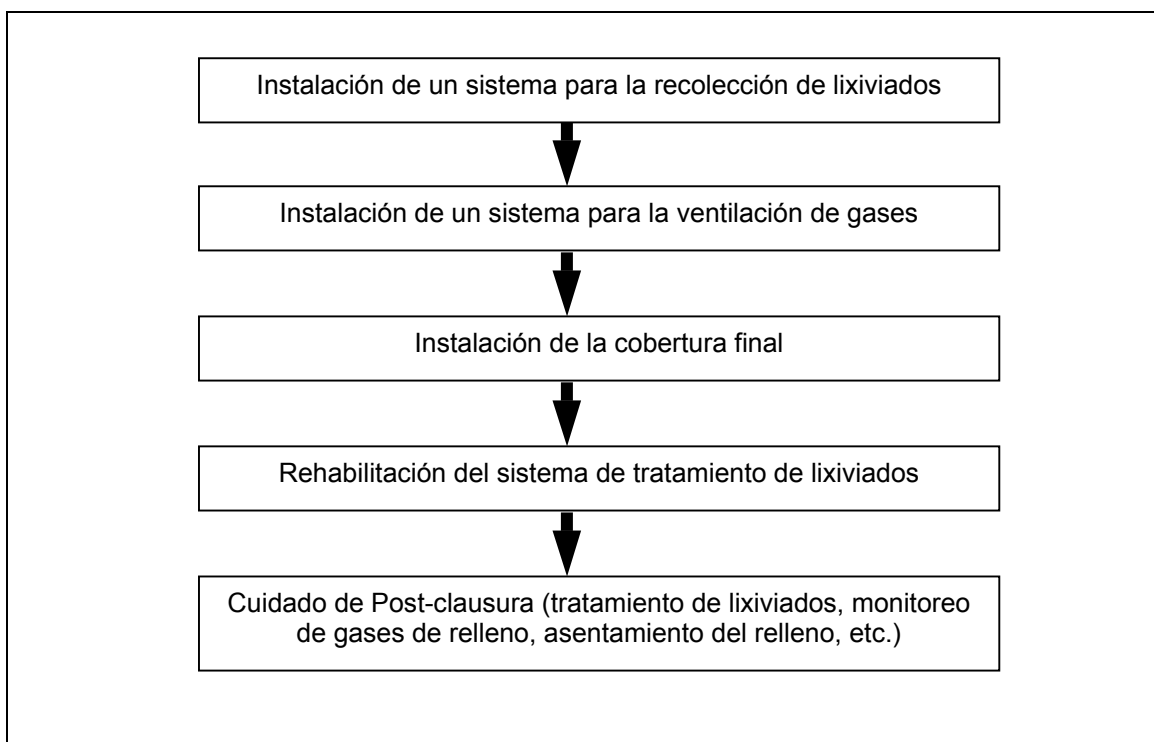 Instalación de un sistema para la recolección de lixiviados
Instalación de un sistema para la ventilación de gases
Instalación de la cobertura final
Rehabilitación del sistema de tratamiento de lixiviados
Cuidado de Post-clausura (tratamiento de lixiviados, monitoreo
de gases de relleno, asentamiento del relleno, etc.)